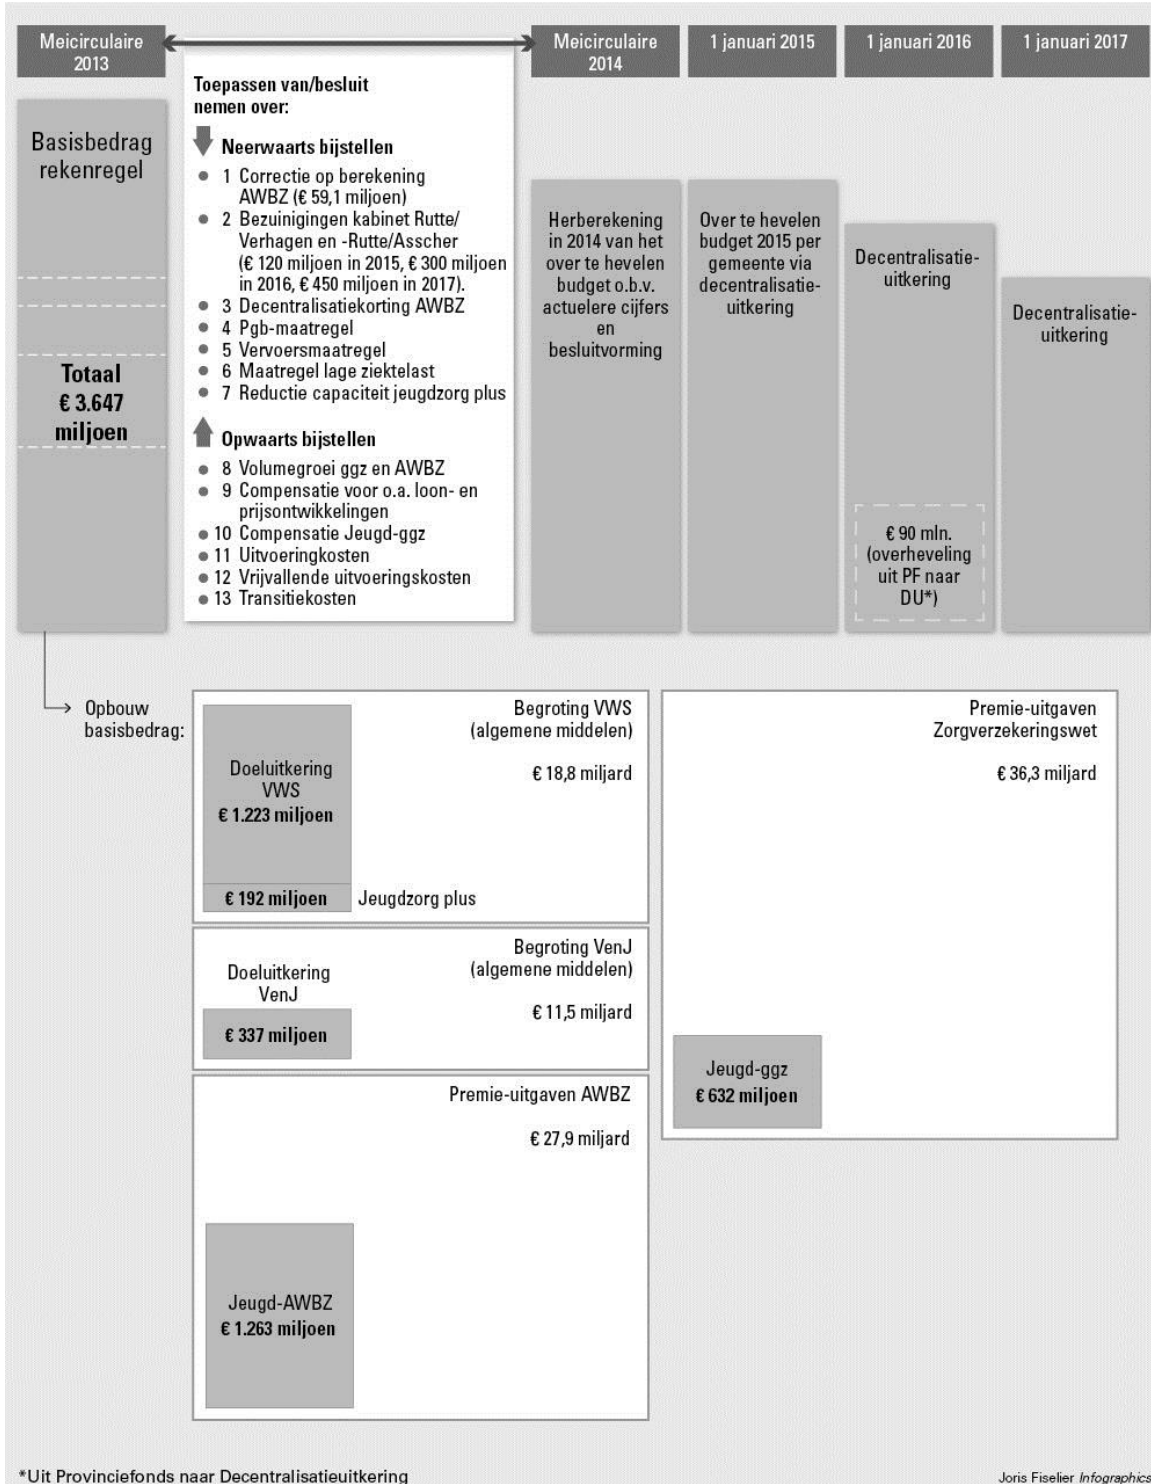 Meicirculaire
2013
Meicirculaire
2014
1 januari 2015
1 januari 2016
1 januari 2017
Basisbedrag
rekenregel
Totaal
€ 3.647
miljoen
Toepassen van/besluit
nemen over:
Neerwaarts bijstellen
1 Correctie op berekening
AWBZ (€ 59,1 miljoen)
2 Bezuinigingen kabinet Rutte/
Verhagen en -Rutte/Asscher
(€ 120 miljoen in 2015, € 300 miljoen
in 2016, € 450 miljoen in 2017).
3 Decentralisatiekorting AWBZ
4 Pgb-maatregel
5 Vervoersmaatregel
6 Maatregel lage ziektelast
7 Reductie capaciteit jeugdzorg plus
Opwaarts bijstellen
8 Volumegroei ggz en AWBZ
9 Compensatie voor o.a. loon- en
prijsontwikkelingen
10 Compensatie Jeugd-ggz
11 Uitvoeringkosten
12 Vrijvallende uitvoeringskosten
13 Transitiekosten
Herberekening
in 2014 van het
over te hevelen
budget o.b.v.
actuelere cijfers
en
besluitvorming
Over te hevelen
budget 2015 per
gemeente via
decentralisatie-
uitkering
Decentralisatie-
uitkering
€ 90 mln.
(overheveling
uit PF naar
DU*)
Decentralisatie-
uitkering
Opbouw
basisbedrag:
Begroting VWS
(algemene middelen)
€ 18,8 miljard
Doeluitkering
VWS
€ 1.223 miljoen
€ 192 miljoen
Jeugdzorg plus
Begroting VenJ
(algemene middelen)
€ 11,5 miljard
Doeluitkering
VenJ
€ 337 miljoen
Premie-uitgaven AWBZ
€ 27,9 miljard
Jeugd-AWBZ
€ 1.263 miljoen
Premie-uitgaven
Zorgverzekeringswet
€ 36,3 miljard
Jeugd-ggz
€ 632 miljoen
*Uit Provinciefonds naar Decentralisatieuitkering
Joris Fiselier Infographics